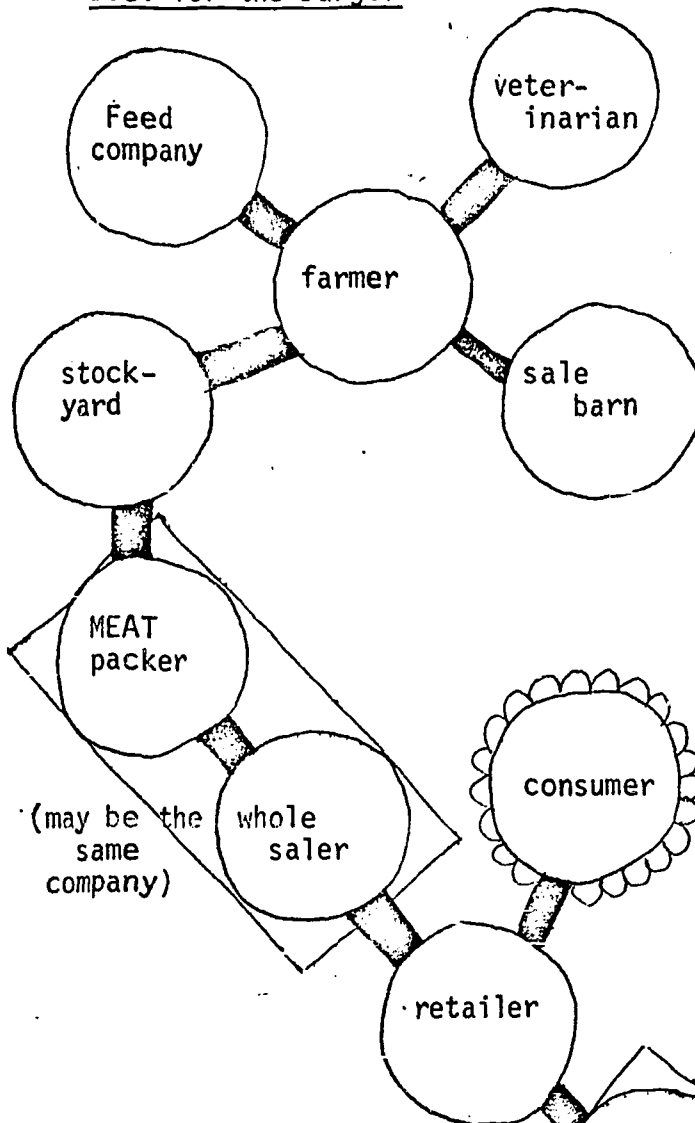 Feed
company
veter-
inarian
farmer
stock-
yard
sale
barn
MEAT
packer
(may be the
same
company)
whole
saler
consumer
retailer